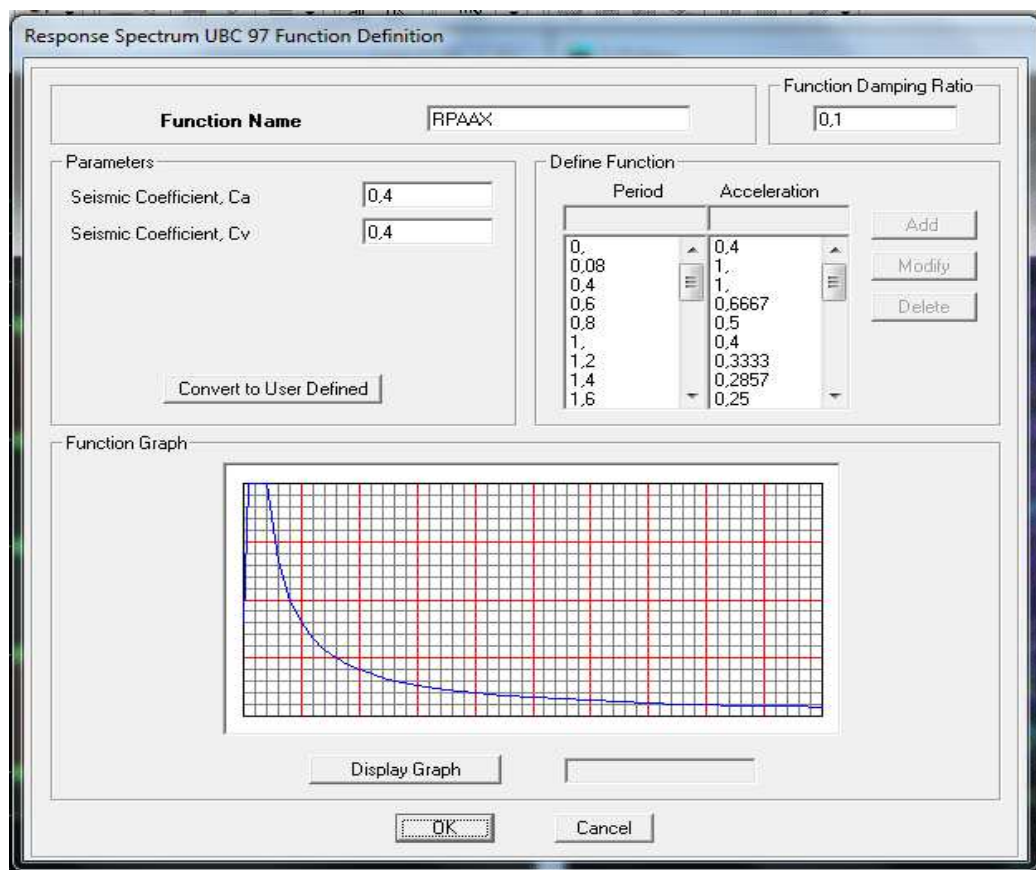 Response Spectrum UBC 97 Function Definition
Function Name
RPAAX
Function Damping Ratio
0,1
Parameters
Seismic Coefficient, Ca
0,4
Seismic Coefficient, Cv
0,4
Convert to User Defined
Define Function
Period Acceleration
0, 0,4
0,08 1,
0,4 1,
0,6 0,6667
0,8 0,5
1, 0,4
1,2 0,3333
1,4 0,2857
1,6 0,25
Add
Modify
Delete
Function Graph
Display Graph
OK Cancel